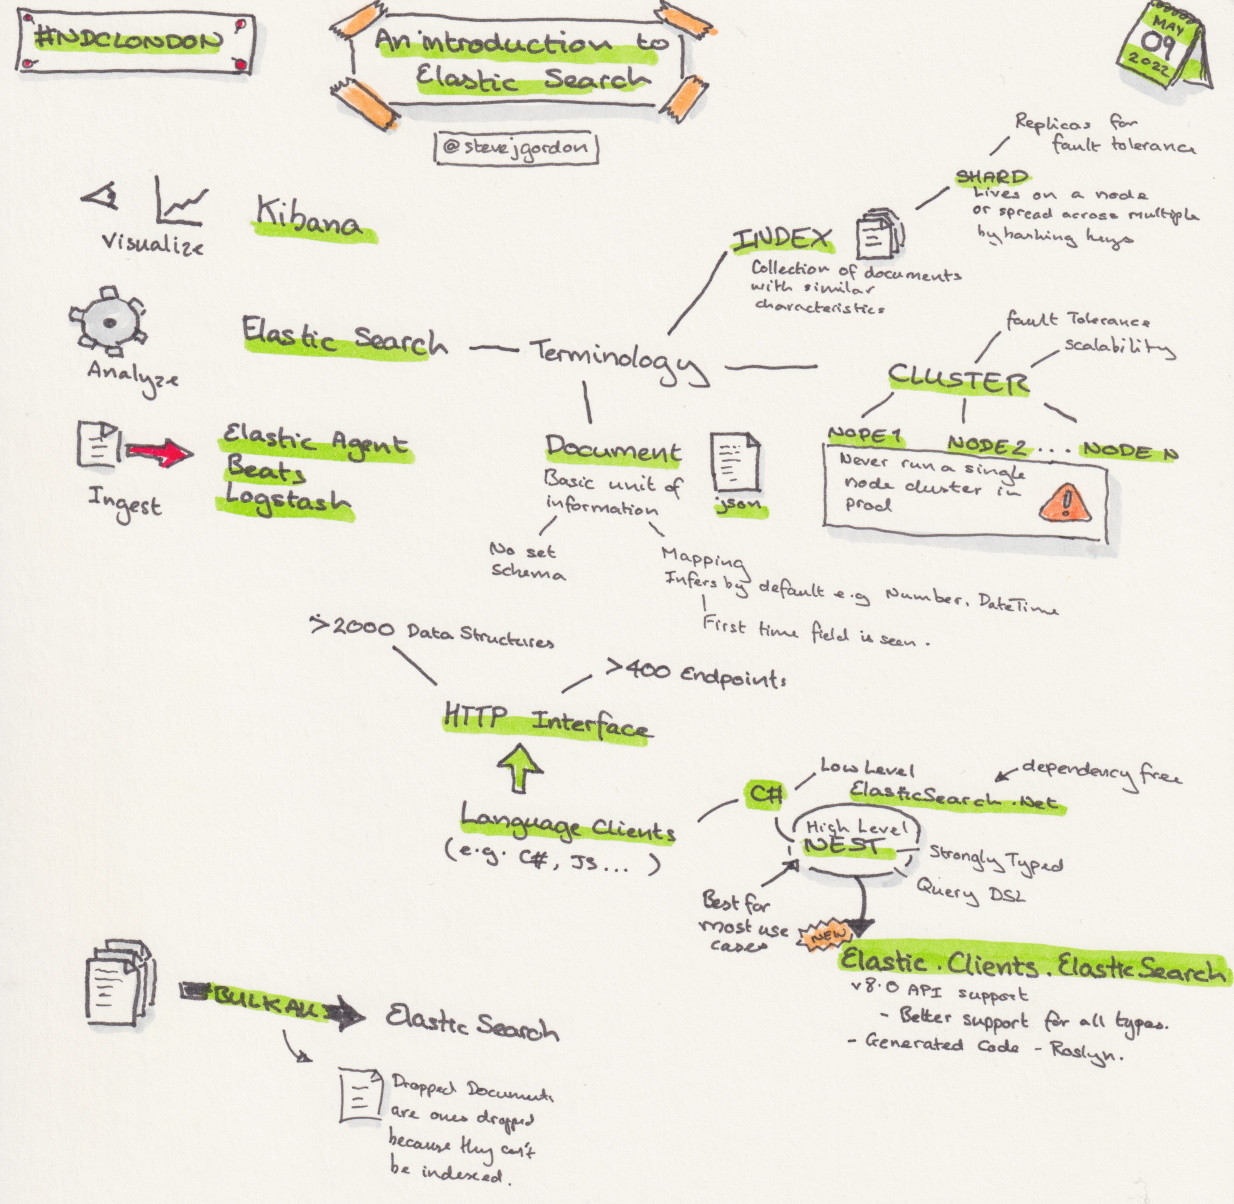 #NDCLONDON
An introduction to
Elastic Search
@stevejgordon
MAY
09
2022
Visualize
Kibana
Analyze
Elastic Search
Ingest
Elastic Agent
Beats
Logstash
Terminology
INDEX
Collection of documents
with similar
characteristics
SHARD
Replicas for
fault tolerance
Lives on a node
or spread across multiple
by hashing keys
CLUSTER
fault Tolerance
scalability
NODE 1
NODE 2 ... NODE N
Never run a single
node cluster in
prod
Document
Basic unit of
information
.json
No set
schema
Mapping
Infers by default e.g Number, DateTime
First time field is seen.
>2000 Data Structures
>400 Endpoints
HTTP Interface
Language Clients
(e.g. C#, JS... )
C#
Low Level
ElasticSearch.Net
dependency free
High Level
NEST
Strongly Typed
Query DSL
Best for
most use
cases
NEW
Elastic.Clients.ElasticSearch
v8.0 API support
- Better support for all types.
- Generated Code - Roslyn.
BULKALL
Elastic Search
Dropped Documents
are ones dropped
because they can't
be indexed.